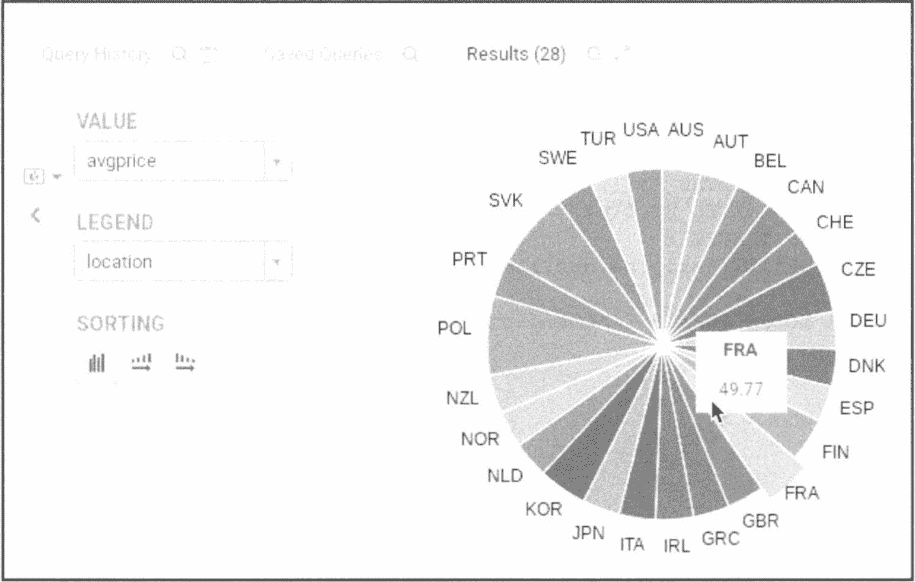 Query History
Saved Queries
Results (28)
VALUE
avgprice
LEGEND
location
SORTING
USA
AUS
AUT
BEL
CAN
CHE
CZE
DEU
DNK
ESP
FIN
FRA
GBR
GRC
IRL
ITA
JPN
KOR
NLD
NOR
NZL
POL
PRT
SVK
SWE
TUR
FRA
49.77